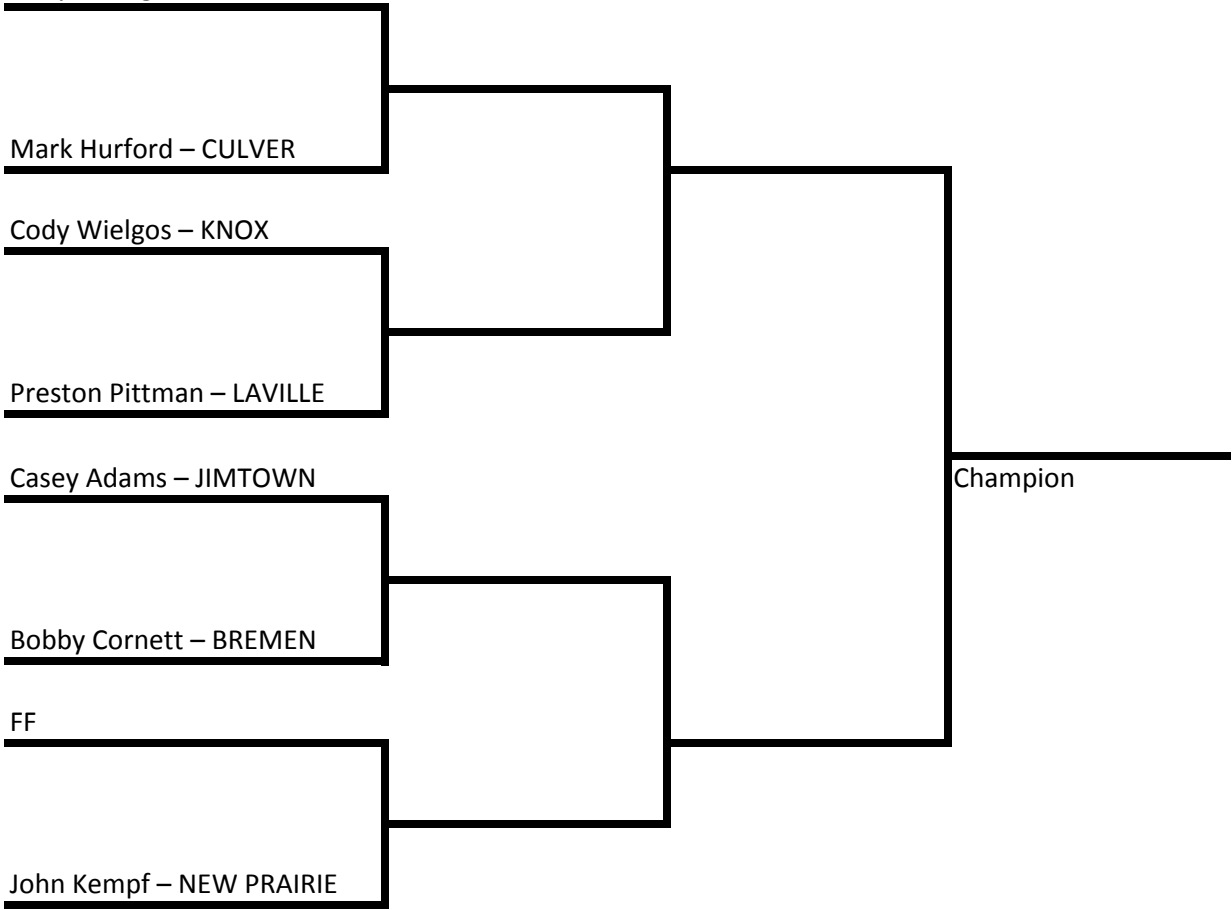 Mark Hurford – CULVER
Cody Wielgos – KNOX
Preston Pittman – LAVILLE
Casey Adams – JIMTOWN
Champion
Bobby Cornett – BREMEN
FF
John Kempf – NEW PRAIRIE